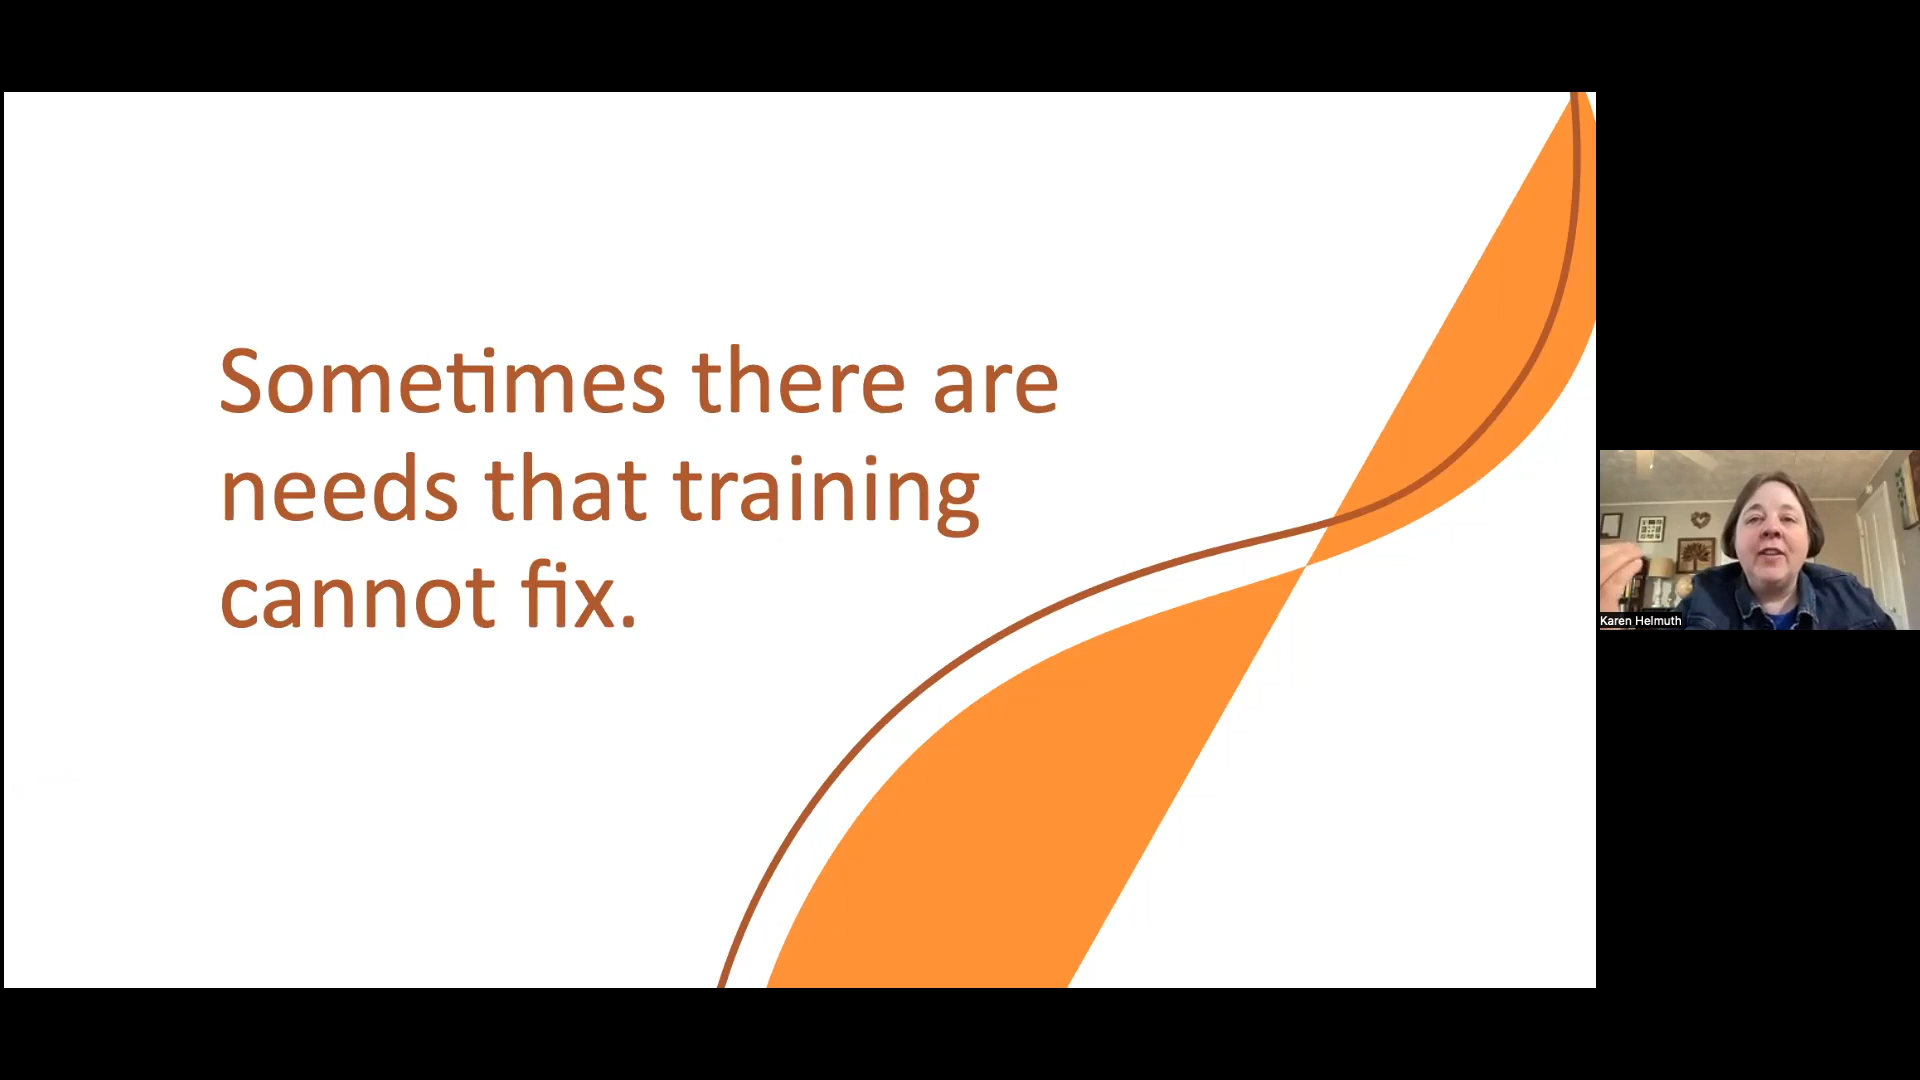 Sometimes there are
needs that training
cannot fix.
Karen Helmuth